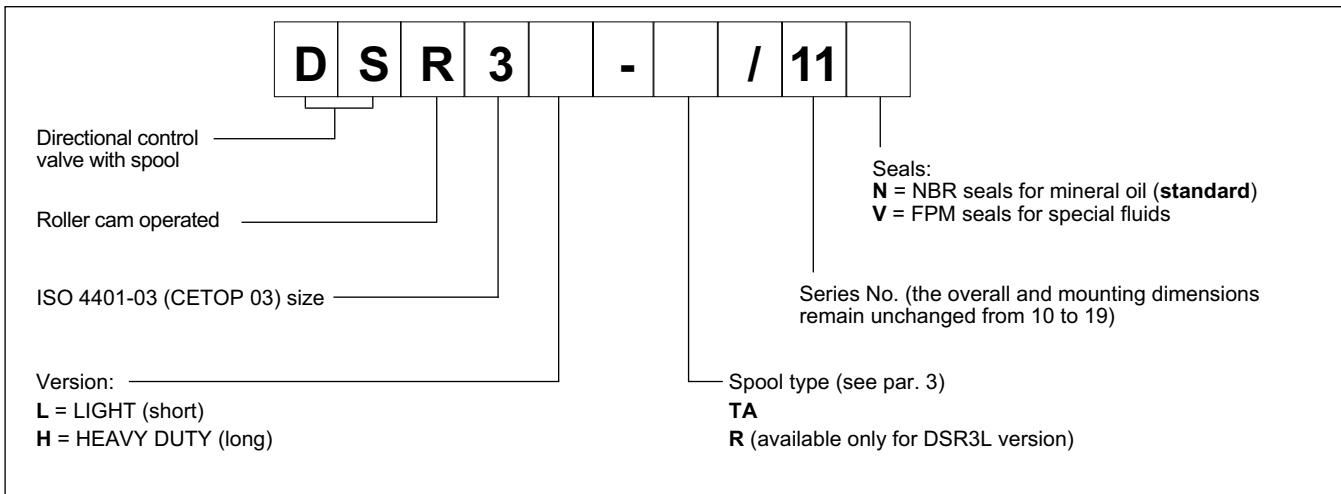 D S R 3 - / 11
Directional control
valve with spool
Roller cam operated
ISO 4401-03 (CETOP 03) size
Version:
L = LIGHT (short)
H = HEAVY DUTY (long)
Seals:
N = NBR seals for mineral oil (standard)
V = FPM seals for special fluids
Series No. (the overall and mounting dimensions
remain unchanged from 10 to 19)
Spool type (see par. 3)
TA
R (available only for DSR3L version)